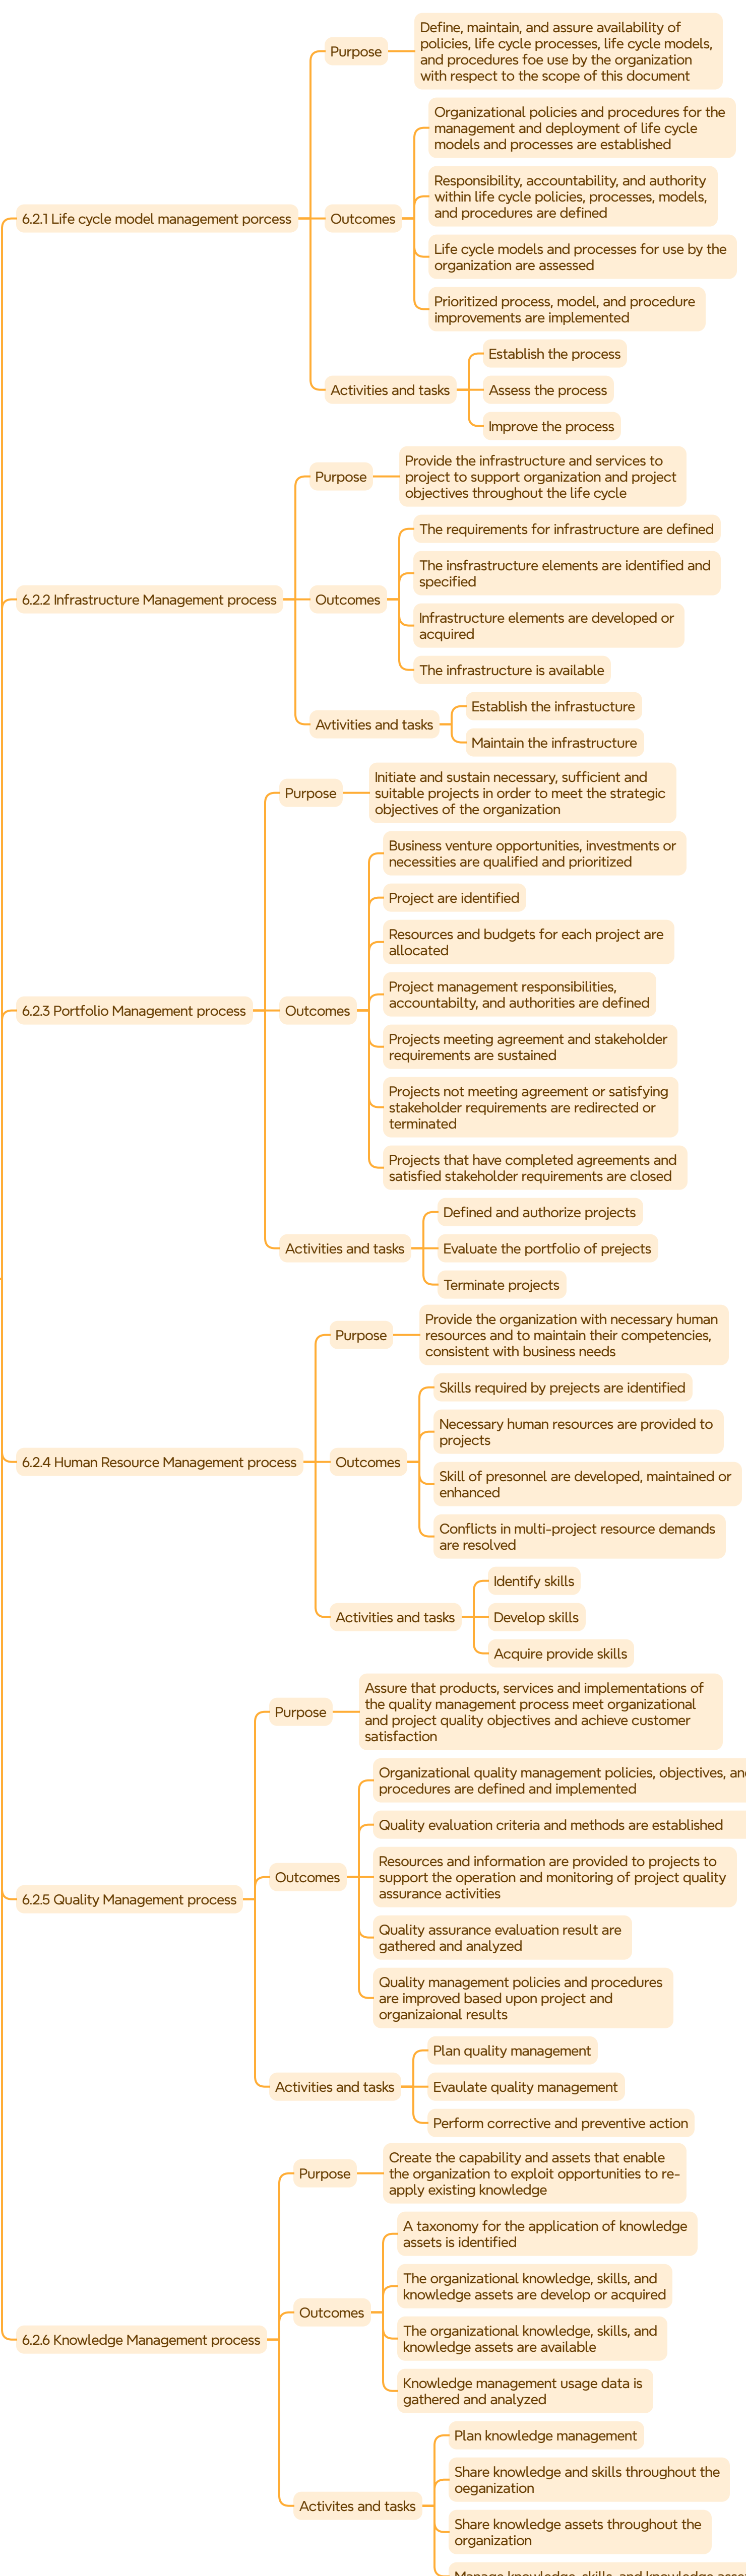 Purpose
Define, maintain, and assure availability of
policies, life cycle processes, life cycle models,
and procedures foe use by the organization
with respect to the scope of this document
6.2.1 Life cycle model management porcess
Outcomes
Organizational policies and procedures for the
management and deployment of life cycle
models and processes are established
Responsibility, accountability, and authority
within life cycle policies, processes, models,
and procedures are defined
Life cycle models and processes for use by the
organization are assessed
Prioritized process, model, and procedure
improvements are implemented
Activities and tasks
Establish the process
Assess the process
Improve the process
Purpose
Provide the infrastructure and services to
project to support organization and project
objectives throughout the life cycle
6.2.2 Infrastructure Management process
Outcomes
The requirements for infrastructure are defined
The insfrastructure elements are identified and
specified
Infrastructure elements are developed or
acquired
The infrastructure is available
Avtivities and tasks
Establish the infrastucture
Maintain the infrastructure
Purpose
Initiate and sustain necessary, sufficient and
suitable projects in order to meet the strategic
objectives of the organization
6.2.3 Portfolio Management process
Outcomes
Business venture opportunities, investments or
necessities are qualified and prioritized
Project are identified
Resources and budgets for each project are
allocated
Project management responsibilities,
accountabilty, and authorities are defined
Projects meeting agreement and stakeholder
requirements are sustained
Projects not meeting agreement or satisfying
stakeholder requirements are redirected or
terminated
Projects that have completed agreements and
satisfied stakeholder requirements are closed
Activities and tasks
Defined and authorize projects
Evaluate the portfolio of prejects
Terminate projects
Purpose
Provide the organization with necessary human
resources and to maintain their competencies,
consistent with business needs
6.2.4 Human Resource Management process
Outcomes
Skills required by prejects are identified
Necessary human resources are provided to
projects
Skill of presonnel are developed, maintained or
enhanced
Conflicts in multi-project resource demands
are resolved
Activities and tasks
Identify skills
Develop skills
Acquire provide skills
Purpose
Assure that products, services and implementations of
the quality management process meet organizational
and project quality objectives and achieve customer
satisfaction
6.2.5 Quality Management process
Outcomes
Organizational quality management policies, objectives, and
procedures are defined and implemented
Quality evaluation criteria and methods are established
Resources and information are provided to projects to
support the operation and monitoring of project quality
assurance activities
Quality assurance evaluation result are
gathered and analyzed
Quality management policies and procedures
are improved based upon project and
organizaional results
Activities and tasks
Plan quality management
Evaulate quality management
Perform corrective and preventive action
Purpose
Create the capability and assets that enable
the organization to exploit opportunities to re-
apply existing knowledge
6.2.6 Knowledge Management process
Outcomes
A taxonomy for the application of knowledge
assets is identified
The organizational knowledge, skills, and
knowledge assets are develop or acquired
The organizational knowledge, skills, and
knowledge assets are available
Knowledge management usage data is
gathered and analyzed
Activites and tasks
Plan knowledge management
Share knowledge and skills throughout the
oeganization
Share knowledge assets throughout the
organization
Manage knowledge, skills, and knowledge